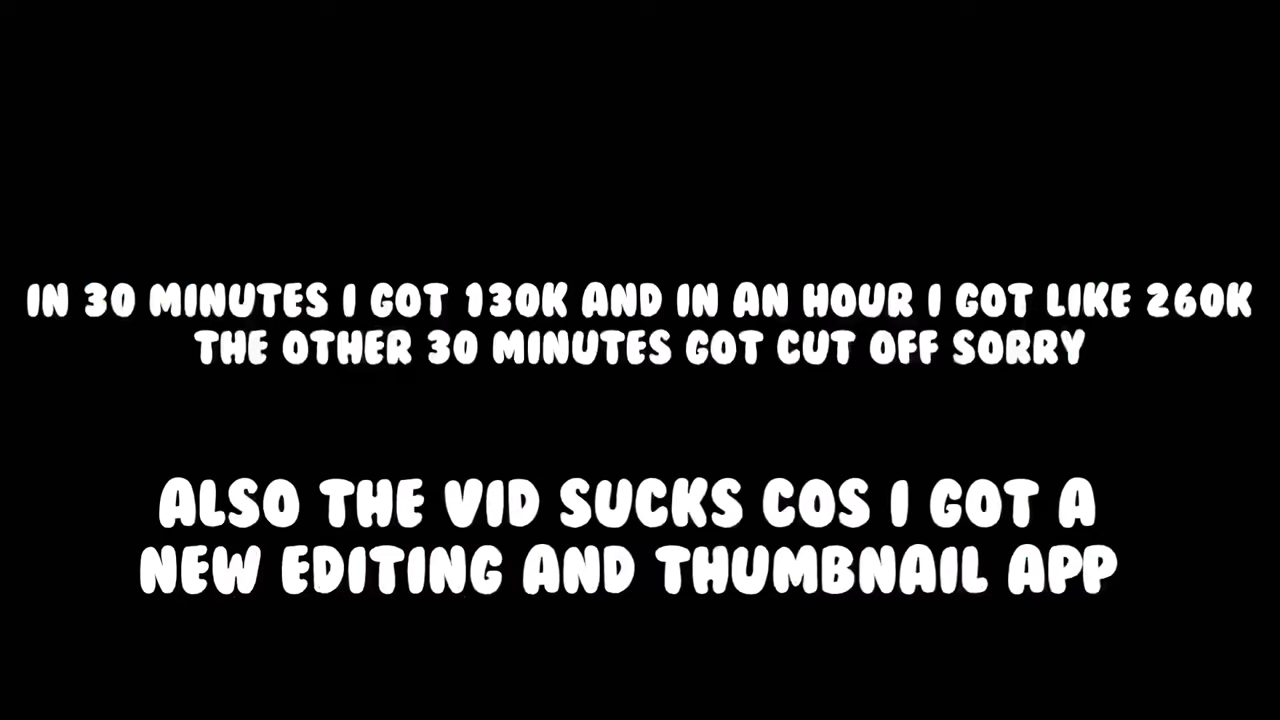 IN 30 MINUTES I GOT 130K AND IN AN HOUR I GOT LIKE 260K
THE OTHER 30 MINUTES GOT CUT OFF SORRY
ALSO THE VID SUCKS COS I GOT A
NEW EDITING AND THUMBNAIL APP